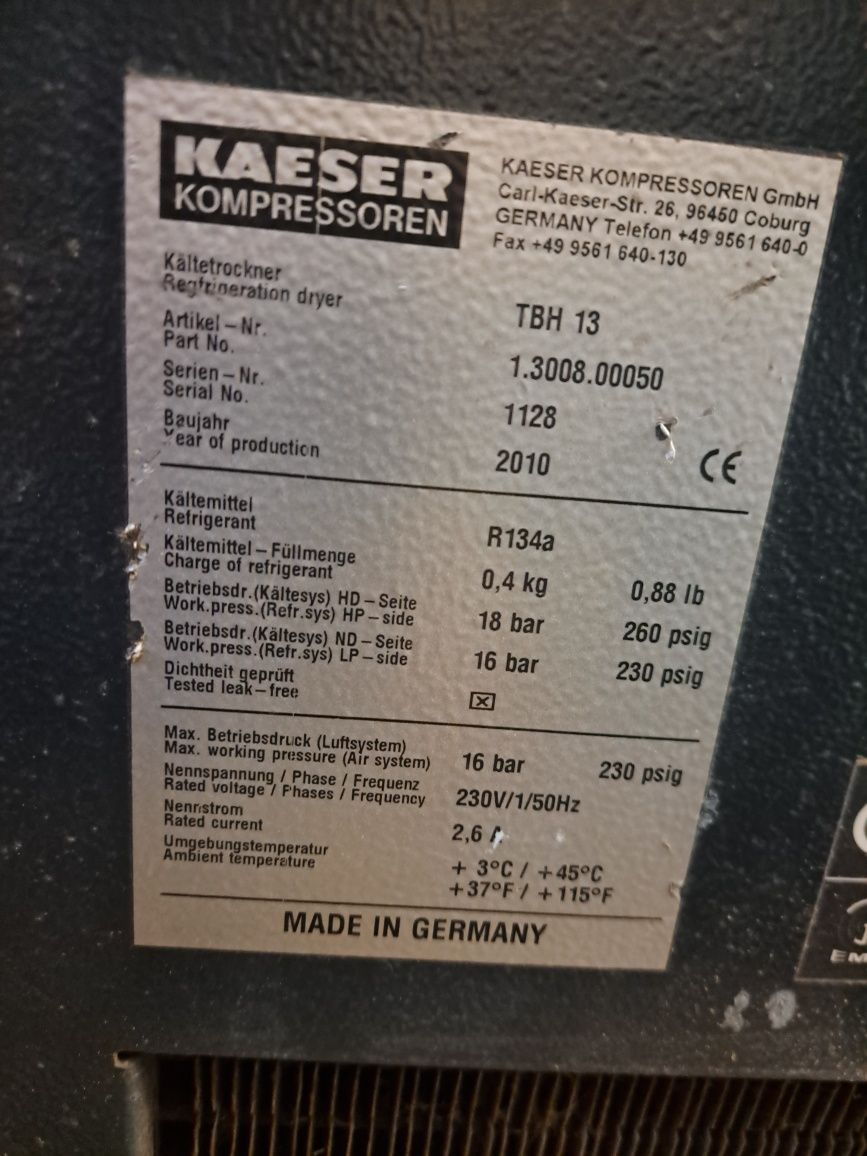 KAESER
KOMPRESSOREN
KAESER KOMPRESSOREN GmbH
Carl-Kaeser-Str. 26, 96450 Coburg
GERMANY Telefon +49 9561 640-0
Fax +49 9561 640-130
Kältetrockner
Regfrigeration dryer TBH 13
Artikel – Nr.
Part No. 1.3008.00050
Serien – Nr.
Serial No. 1128
Baujahr
Year of production 2010
CE
Kältemittel
Refrigerant R134a
Kältemittel – Füllmenge
Charge of refrigerant 0,4 kg 0,88 lb
Betriebsdr.(Kältesys) HD – Seite
Work.press.(Refr.sys) HP – side 18 bar 260 psig
Betriebsdr.(Kältesys) ND – Seite
Work.press.(Refr.sys) LP – side 16 bar 230 psig
Dichtheit geprüft
Tested leak – free ☒
Max. Betriebsdruck (Luftsystem)
Max. working pressure (Air system) 16 bar 230 psig
Nennspannung / Phase / Frequenz
Rated voltage / Phases / Frequency 230V/1/50Hz
Nennstrom
Rated current 2,6 A
Umgebungstemperatur
Ambient temperature + 3°C / +45°C
+37°F / +115°F
MADE IN GERMANY